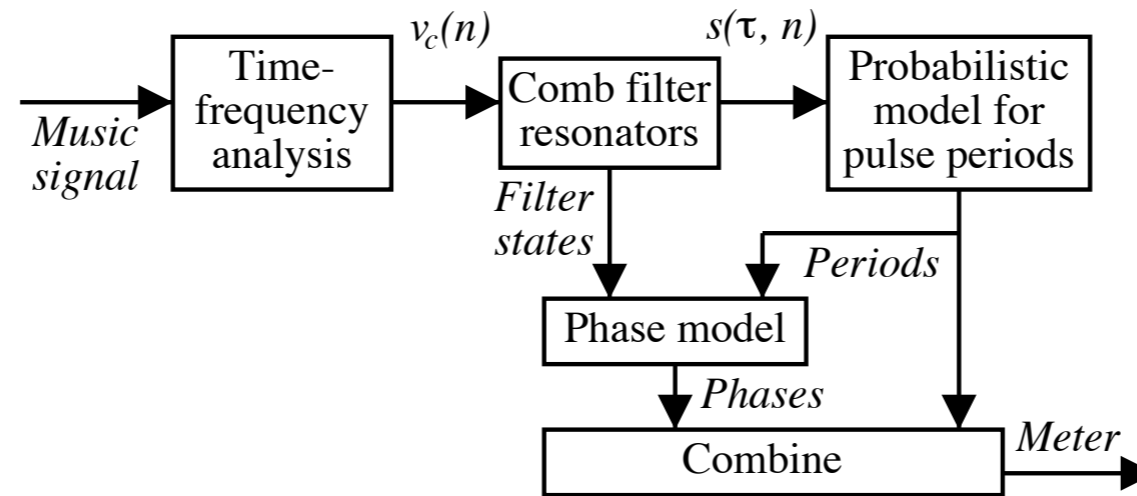 v_c(n)
s(τ, n)
Time-
frequency
analysis
Comb filter
resonators
Probabilistic
model for
pulse periods
Music
signal
Filter
states
Periods
Phase model
Phases
Combine
Meter